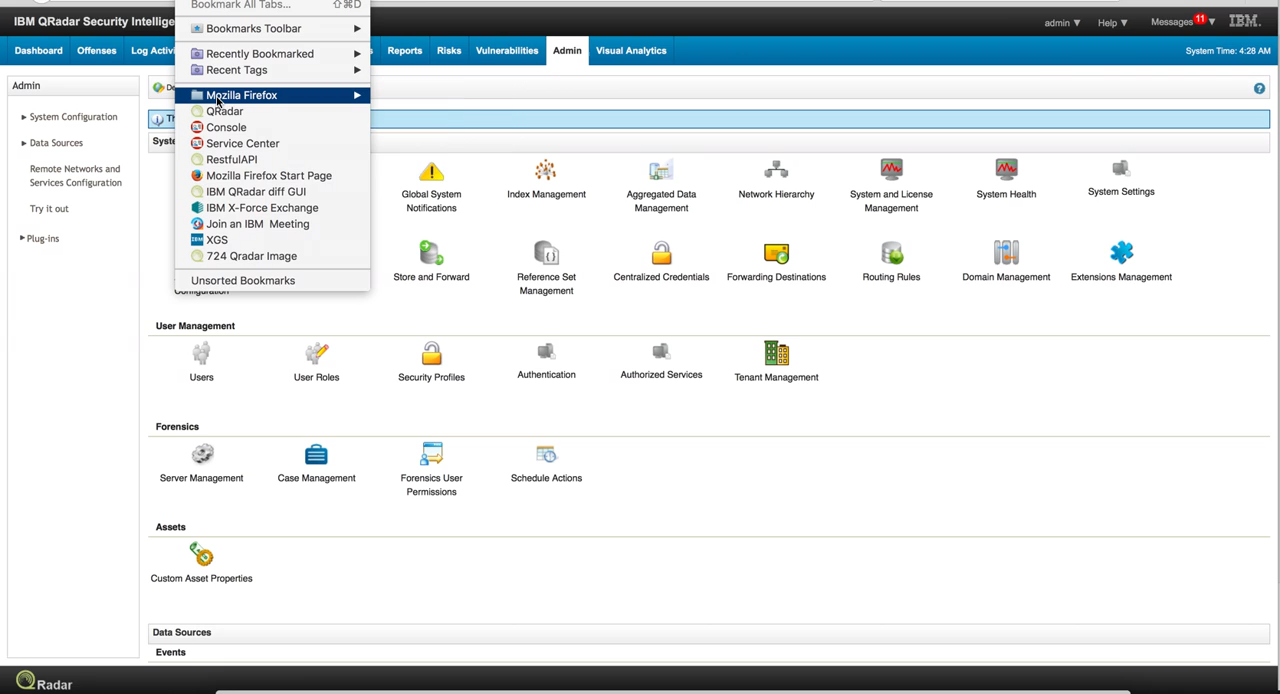 Bookmark All Tabs... ⇧⌘D
IBM QRadar Security Intellige
admin ▼ Help ▼ Messages 11 ▼ IBM.
Bookmarks Toolbar
Dashboard Offenses Log Activi
Reports Risks Vulnerabilities Admin Visual Analytics
System Time: 4:28 AM
Recently Bookmarked
Recent Tags
Mozilla Firefox
QRadar
Console
Service Center
RestfulAPI
Mozilla Firefox Start Page
IBM QRadar diff GUI
IBM X-Force Exchange
Join an IBM Meeting
XGS
724 Qradar Image
Unsorted Bookmarks
Admin
System Configuration
Data Sources
Remote Networks and
Services Configuration
Try it out
Plug-ins
De
Th
Syste
Global System
Notifications
Index Management
Aggregated Data
Management
Network Hierarchy
System and License
Management
System Health
System Settings
Configuration
Store and Forward
Reference Set
Management
Centralized Credentials
Forwarding Destinations
Routing Rules
Domain Management
Extensions Management
User Management
Users
User Roles
Security Profiles
Authentication
Authorized Services
Tenant Management
Forensics
Server Management
Case Management
Forensics User
Permissions
Schedule Actions
Assets
Custom Asset Properties
Data Sources
Events
Radar